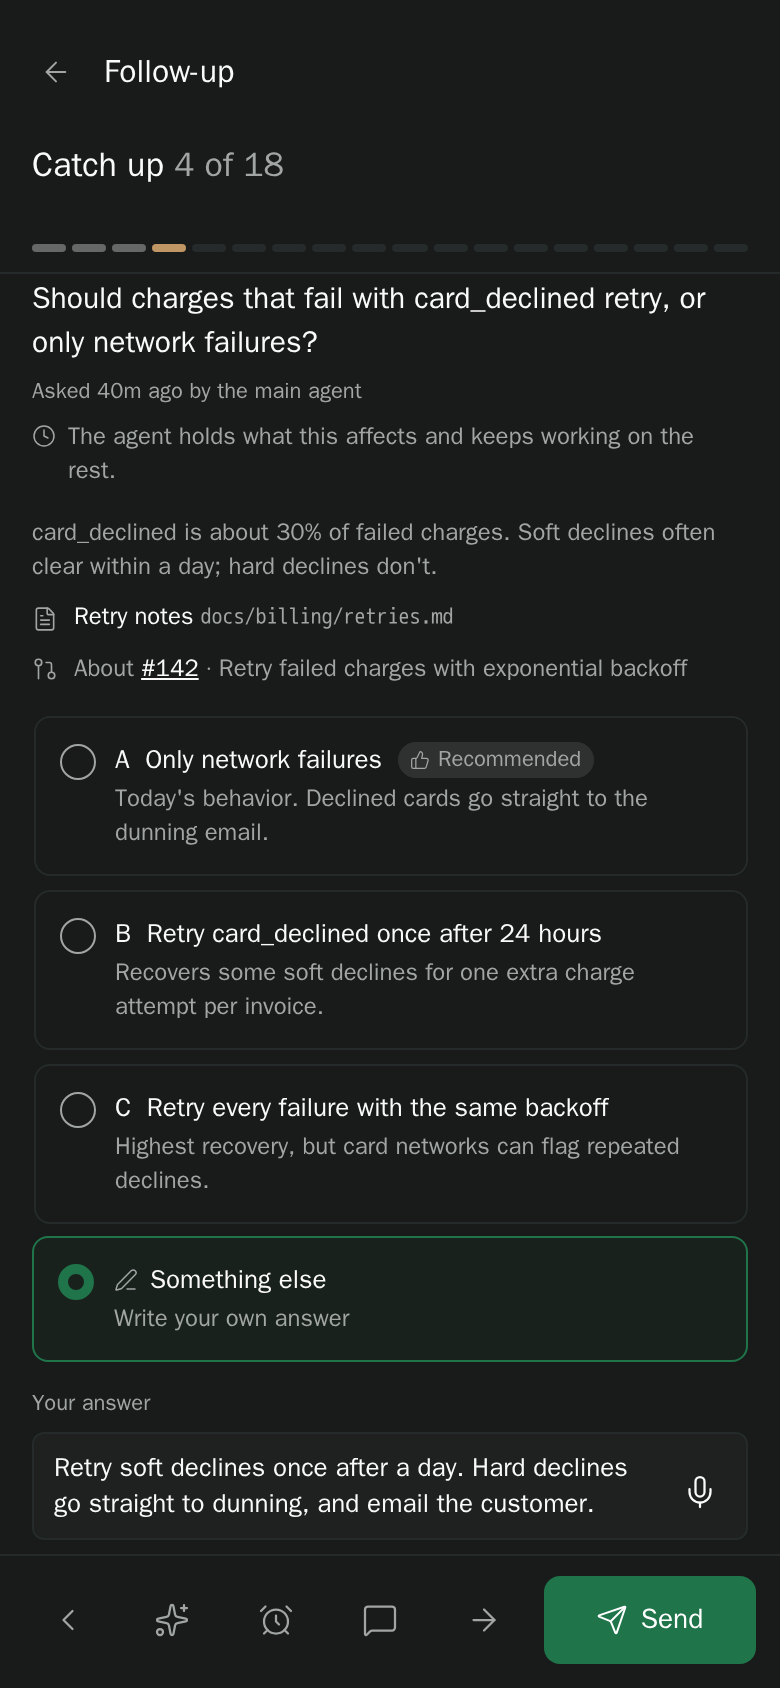 Follow-up
Catch up 4 of 18
Should charges that fail with card_declined retry, or
only network failures?
Asked 40m ago by the main agent
The agent holds what this affects and keeps working on the
rest.
card_declined is about 30% of failed charges. Soft declines often
clear within a day; hard declines don't.
Retry notes docs/billing/retries.md
About #142 · Retry failed charges with exponential backoff
A Only network failures Recommended
Today's behavior. Declined cards go straight to the
dunning email.
B Retry card_declined once after 24 hours
Recovers some soft declines for one extra charge
attempt per invoice.
C Retry every failure with the same backoff
Highest recovery, but card networks can flag repeated
declines.
Something else
Write your own answer
Your answer
Retry soft declines once after a day. Hard declines
go straight to dunning, and email the customer.
Send